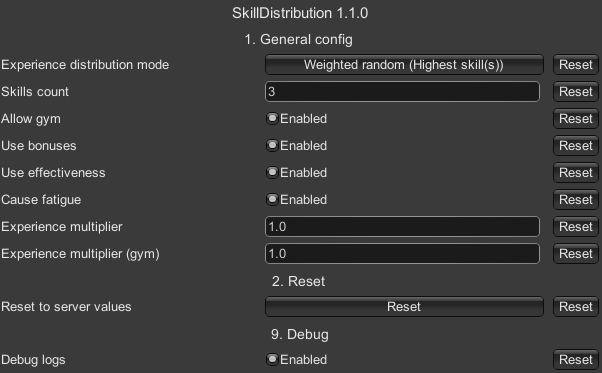 SkillDistribution 1.1.0
1. General config
Experience distribution mode Weighted random (Highest skill(s)) Reset
Skills count 3 Reset
Allow gym Enabled Reset
Use bonuses Enabled Reset
Use effectiveness Enabled Reset
Cause fatigue Enabled Reset
Experience multiplier 1.0 Reset
Experience multiplier (gym) 1.0 Reset
2. Reset
Reset to server values Reset Reset
9. Debug
Debug logs Enabled Reset